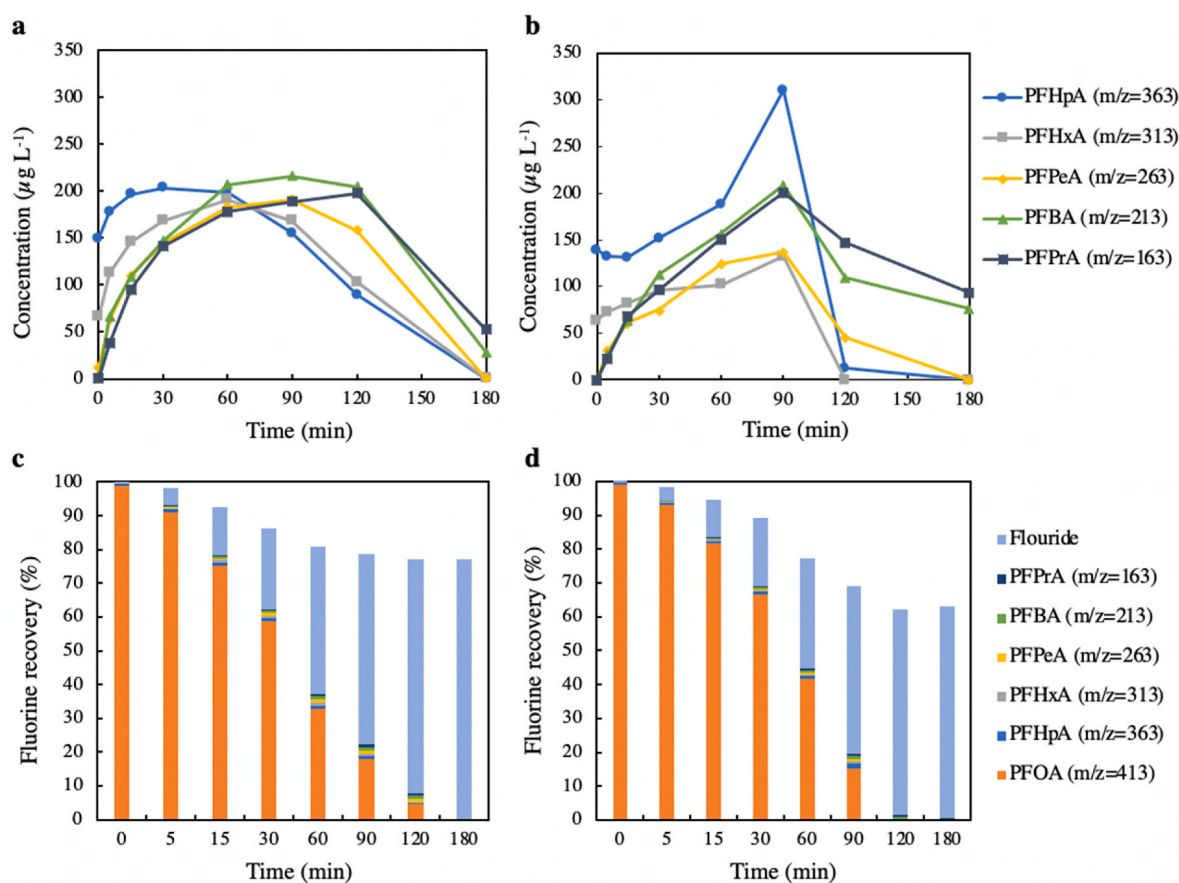 a
350
300
250
200
150
100
50
0
Concentration (µg L-1)
0 30 60 90 120 150 180
Time (min)
b
350
300
250
200
150
100
50
0
Concentration (µg L-1)
0 30 60 90 120 150 180
Time (min)
PFHpA (m/z=363)
PFHxA (m/z=313)
PFPeA (m/z=263)
PFBA (m/z=213)
PFPrA (m/z=163)
c
100
90
80
70
60
50
40
30
20
10
0
Fluorine recovery (%)
0 5 15 30 60 90 120 180
Time (min)
d
100
90
80
70
60
50
40
30
20
10
0
Fluorine recovery (%)
0 5 15 30 60 90 120 180
Time (min)
Flouride
PFPrA (m/z=163)
PFBA (m/z=213)
PFPeA (m/z=263)
PFHxA (m/z=313)
PFHpA (m/z=363)
PFOA (m/z=413)